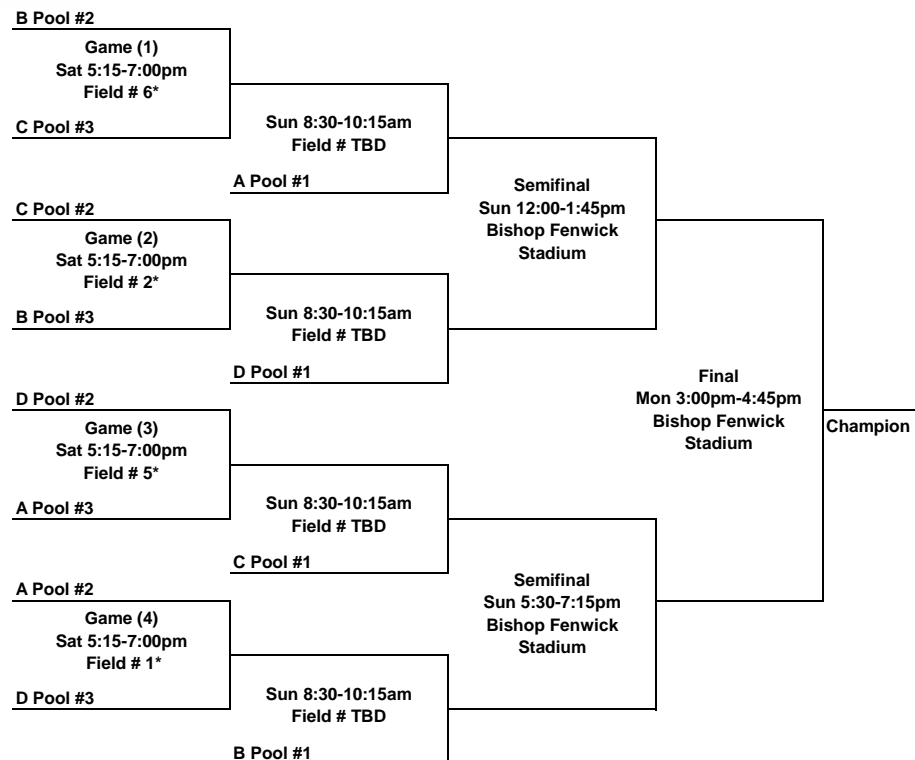 B Pool #2
Game (1)
Sat 5:15-7:00pm
Field # 6*
C Pool #3
Sun 8:30-10:15am
Field # TBD
A Pool #1
Semifinal
Sun 12:00-1:45pm
Bishop Fenwick
Stadium
C Pool #2
Game (2)
Sat 5:15-7:00pm
Field # 2*
B Pool #3
Sun 8:30-10:15am
Field # TBD
D Pool #1
Final
Mon 3:00pm-4:45pm
Bishop Fenwick
Stadium
Champion
D Pool #2
Game (3)
Sat 5:15-7:00pm
Field # 5*
A Pool #3
Sun 8:30-10:15am
Field # TBD
C Pool #1
Semifinal
Sun 5:30-7:15pm
Bishop Fenwick
Stadium
A Pool #2
Game (4)
Sat 5:15-7:00pm
Field # 1*
D Pool #3
Sun 8:30-10:15am
Field # TBD
B Pool #1